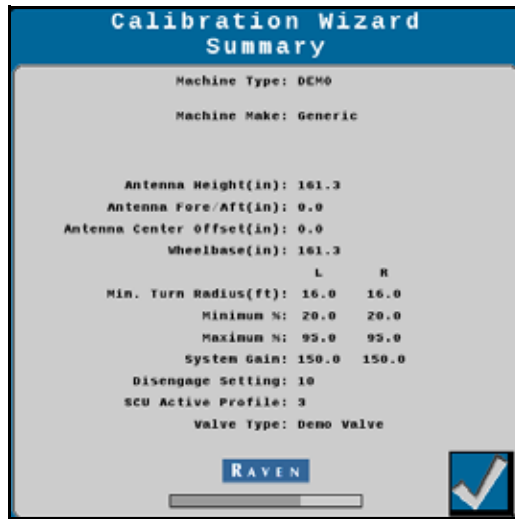 Calibration Wizard
Summary
Machine Type: DEMO
Machine Make: Generic
Antenna Height(in): 161.3
Antenna Fore/Aft(in): 0.0
Antenna Center Offset(in): 0.0
Wheelbase(in): 161.3
L R
Min. Turn Radius(ft): 16.0 16.0
Minimum %: 20.0 20.0
Maximum %: 95.0 95.0
System Gain: 150.0 150.0
Disengage Setting: 10
SCU Active Profile: 3
Valve Type: Demo Valve
RAVEN